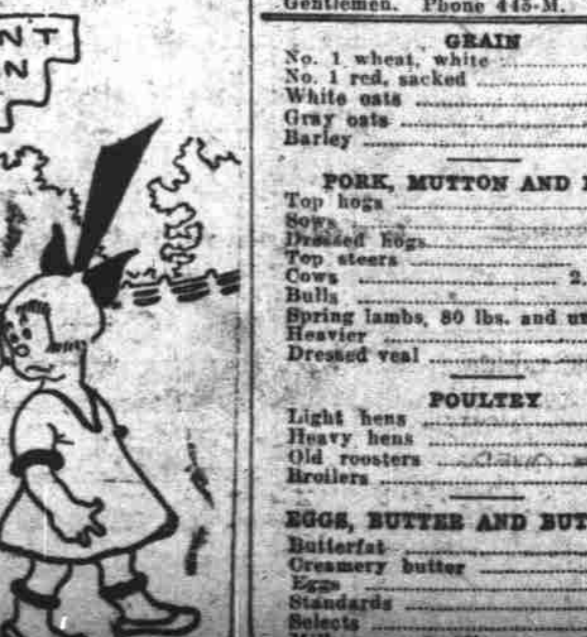 T
N
Z
N
Gentlemen. Phone 445-M.
GRAIN
No. 1 wheat, white
No. 1 red, sacked
White oats
Gray oats
Barley
PORK, MUTTON AND
Top hogs
Sows
Dressed hogs
Top steers
Cows 2
Bulls
Spring lambs, 80 lbs. and
Heavier
Dressed veal
POULTRY
Light hens
Heavy hens
Old roosters
Broilers
EGGS, BUTTER AND
Butterfat
Creamery butter
Eggs
Standards
Selects